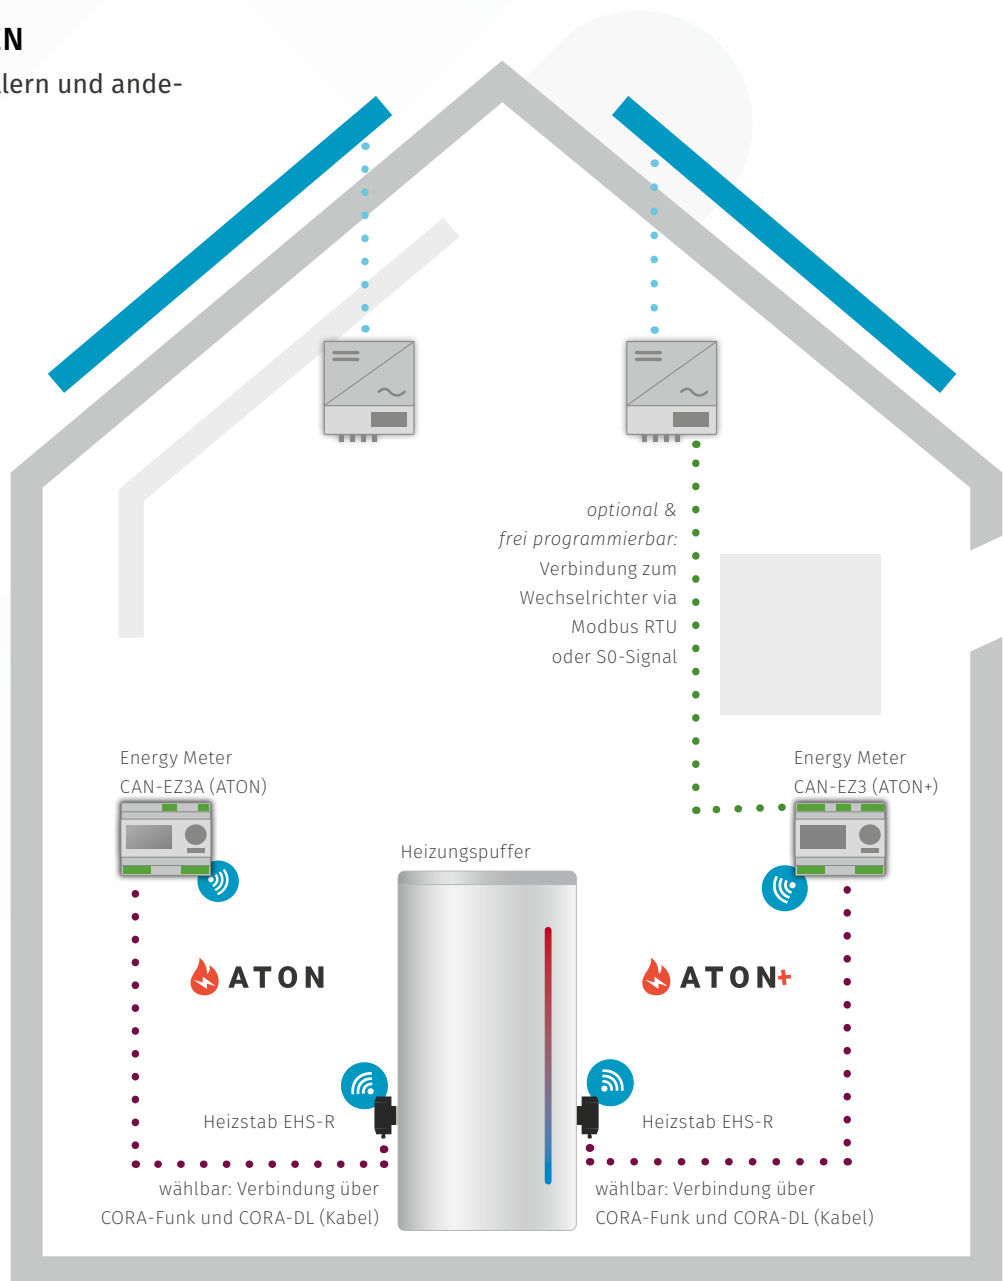 N
lern und ande-
optional &
frei programmierbar:
Verbindung zum
Wechselrichter via
Modbus RTU
oder S0-Signal
Energy Meter
CAN-EZ3A (ATON)
Energy Meter
CAN-EZ3 (ATON+)
Heizungspuffer
ATON
ATON+
Heizstab EHS-R
Heizstab EHS-R
wählbar: Verbindung über
CORA-Funk und CORA-DL (Kabel)
wählbar: Verbindung über
CORA-Funk und CORA-DL (Kabel)